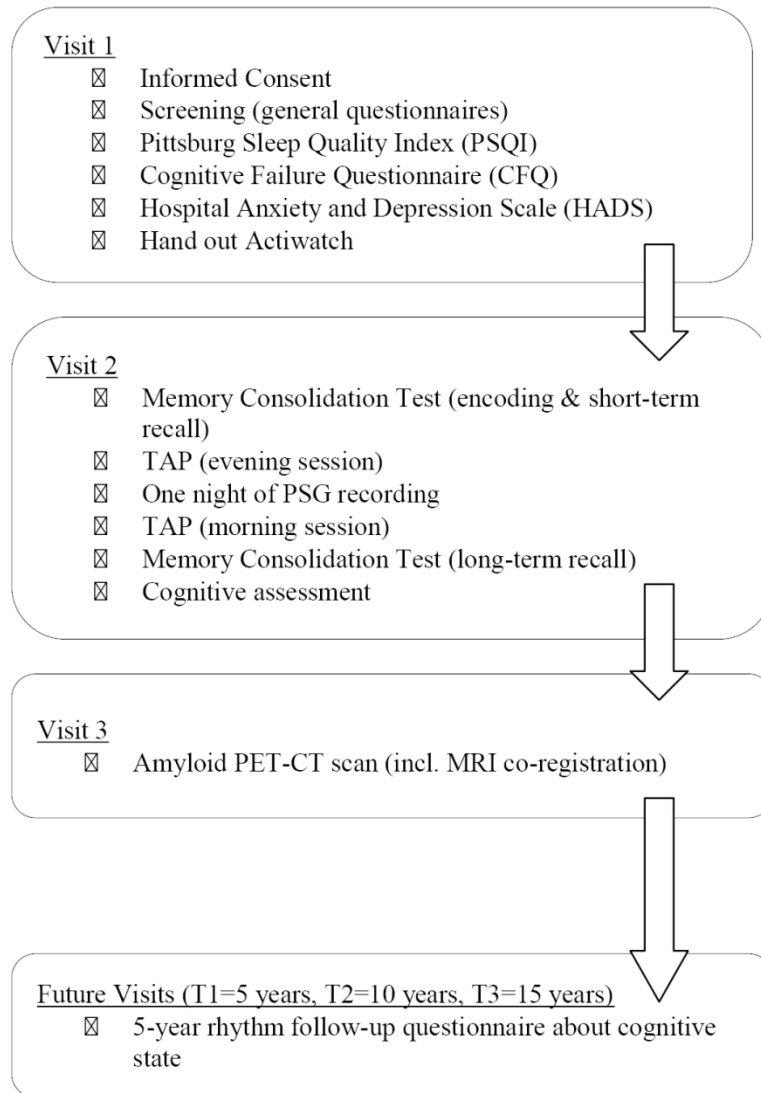 Visit 1
☒ Informed Consent
☒ Screening (general questionnaires)
☒ Pittsburg Sleep Quality Index (PSQI)
☒ Cognitive Failure Questionnaire (CFQ)
☒ Hospital Anxiety and Depression Scale (HADS)
☒ Hand out Actiwatch
Visit 2
☒ Memory Consolidation Test (encoding & short-term
recall)
☒ TAP (evening session)
☒ One night of PSG recording
☒ TAP (morning session)
☒ Memory Consolidation Test (long-term recall)
☒ Cognitive assessment
Visit 3
☒ Amyloid PET-CT scan (incl. MRI co-registration)
Future Visits (T1=5 years, T2=10 years, T3=15 years)
☒ 5-year rhythm follow-up questionnaire about cognitive
state